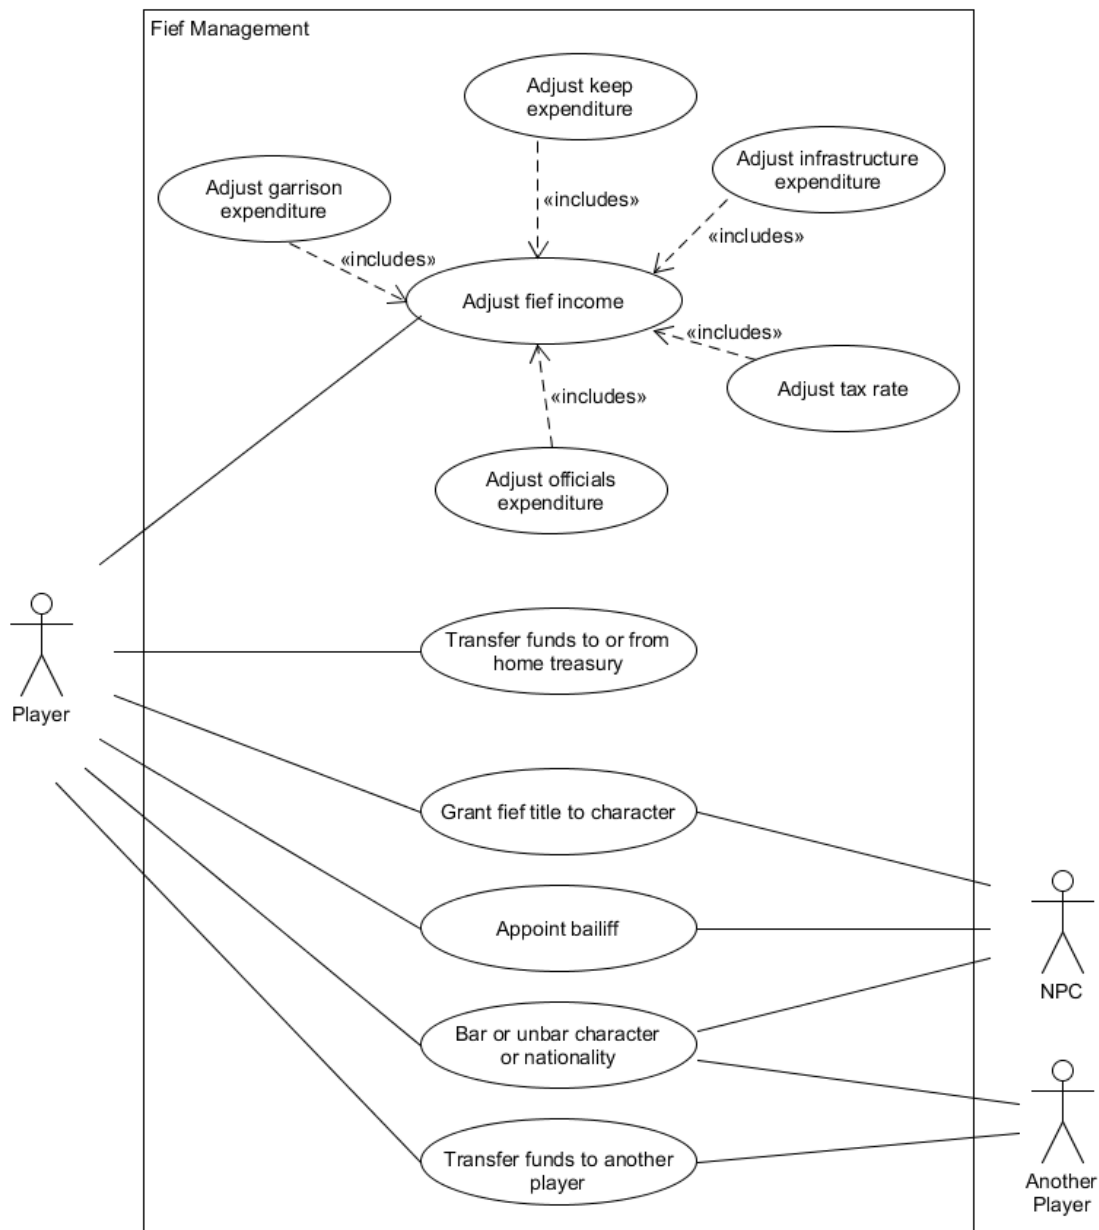 Fief Management
Adjust keep
expenditure
Adjust infrastructure
expenditure
Adjust garrison
expenditure
«includes»
«includes»
«includes»
Adjust fief income
«includes»
Adjust tax rate
«includes»
Adjust officials
expenditure
Transfer funds to or from
home treasury
Player
Grant fief title to character
Appoint bailiff
NPC
Bar or unbar character
or nationality
Transfer funds to another
player
Another
Player